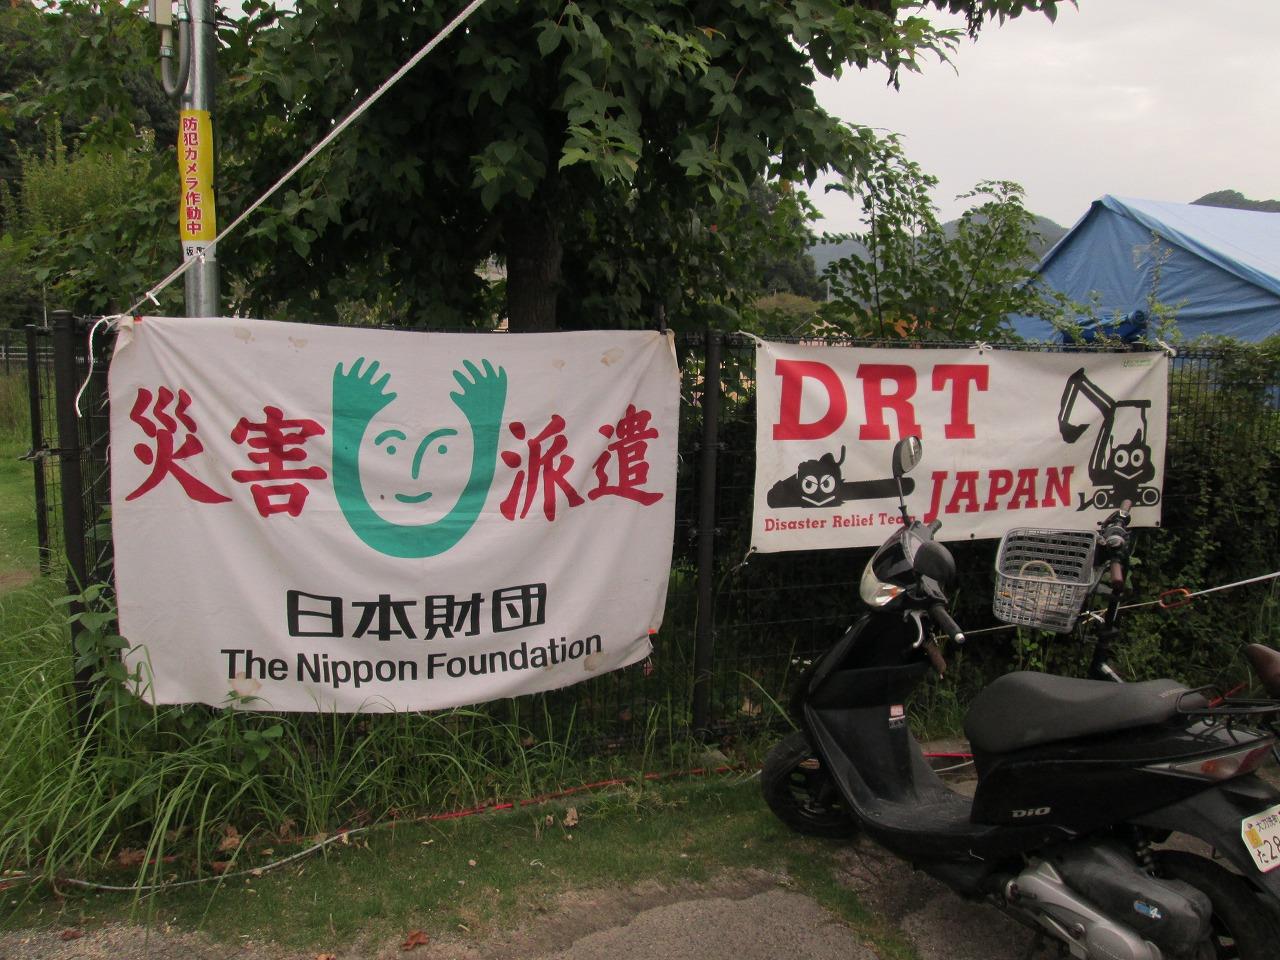 防犯カメラ作動中
災害派遣
日本財団
The Nippon Foundation
DRT
JAPAN
Disaster Relief Team
DiO